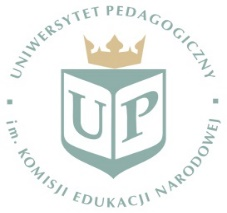 UNIWERSYTET PEDAGOGICZNY
UP
im. KOMISJI EDUKACJI NARODOWEJ